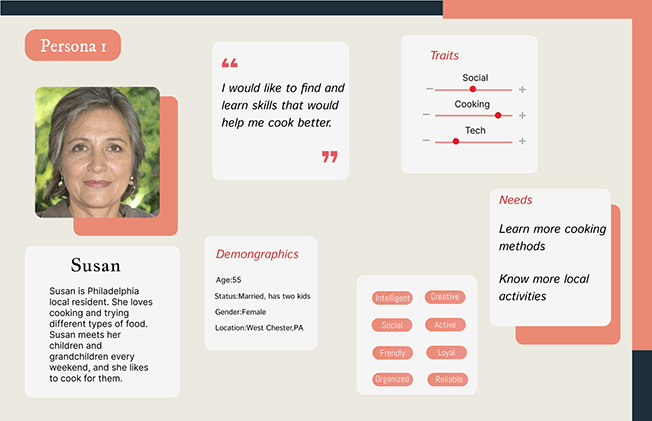 Persona 1
“
I would like to find and
learn skills that would
help me cook better.
”
Traits
Social
− +
Cooking
− +
Tech
− +
Needs
Learn more cooking
methods
Know more local
activities
Susan
Susan is Philadelphia
local resident. She loves
cooking and trying
different types of food.
Susan meets her
children and
grandchildren every
weekend, and she likes
to cook for them.
Demongraphics
Age:55
Status:Married, has two kids
Gender:Female
Location:West Chester,PA
Intelligent Creative
Social Active
Frendly Loyal
Organized Reliable